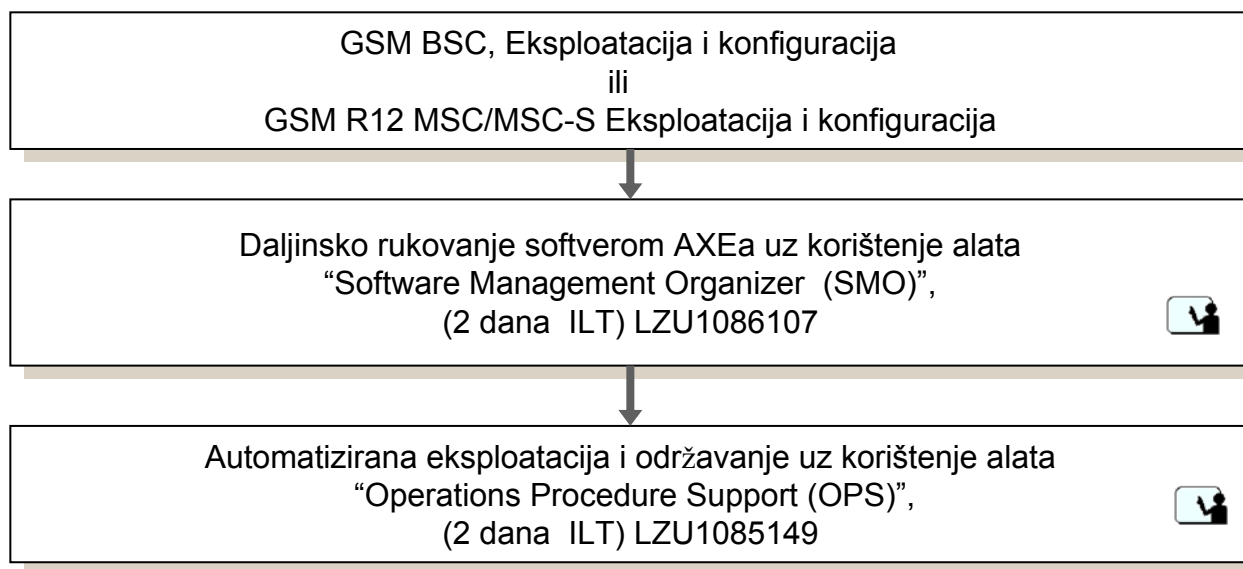 GSM BSC, Eksploatacija i konfiguracija
ili
GSM R12 MSC/MSC-S Eksploatacija i konfiguracija
Daljinsko rukovanje softverom AXEa uz korištenje alata
“Software Management Organizer (SMO)”,
(2 dana ILT) LZU1086107
Automatizirana eksploatacija i održavanje uz korištenje alata
“Operations Procedure Support (OPS)”,
(2 dana ILT) LZU1085149